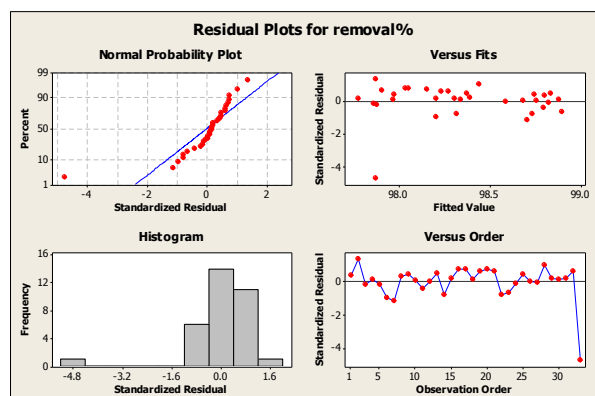 Residual Plots for removal%
Normal Probability Plot
99
90
50
10
1
Percent
-4
-2
0
2
Standardized Residual
Versus Fits
0
-2
-4
Standardized Residual
98.0
98.5
99.0
Fitted Value
Histogram
16
12
8
4
0
Frequency
-4.8
-3.2
-1.6
0.0
1.6
Standardized Residual
Versus Order
0
-2
-4
Standardized Residual
1
5
10
15
20
25
30
Observation Order